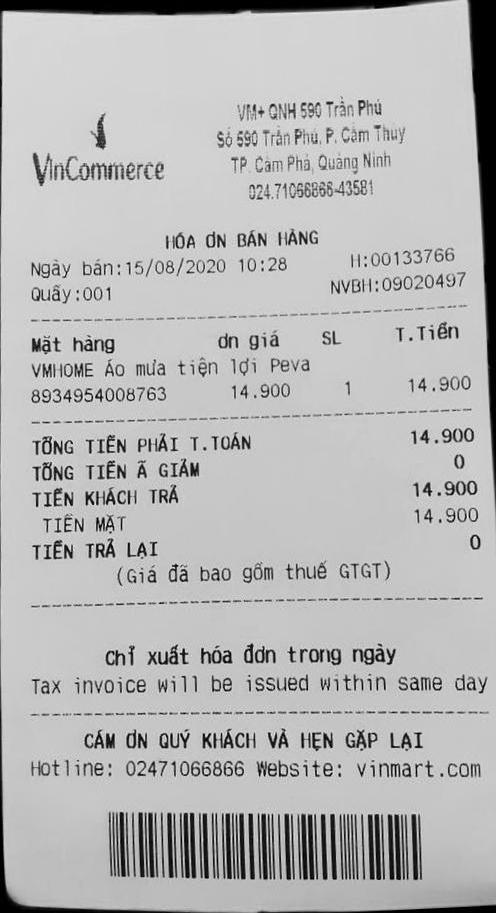 VinCommerce
VM+ QNH 590 Trần Phú
Số 590 Trần Phú, P. Cẩm Thủy
TP. Cẩm Phả, Quảng Ninh
024.71066866-43581
HÓA ƠN BÁN HÀNG
Ngày bán:15/08/2020 10:28 H:00133766
Quầy:001 NVBH:09020497
Mặt hàng ơn giá SL T.Tiền
VMHOME Áo mưa tiện lợi Peva
8934954008763 14.900 1 14.900
TỔNG TIỀN PHẢI T.TOÁN 14.900
TỔNG TIỀN Ã GIẢM 0
TIỀN KHÁCH TRẢ 14.900
TIỀN MẶT 14.900
TIỀN TRẢ LẠI 0
(Giá đã bao gồm thuế GTGT)
Chỉ xuất hóa đơn trong ngày
Tax invoice will be issued within same day
CÁM ƠN QUÝ KHÁCH VÀ HẸN GẶP LẠI
Hotline: 02471066866 Website: vinmart.com